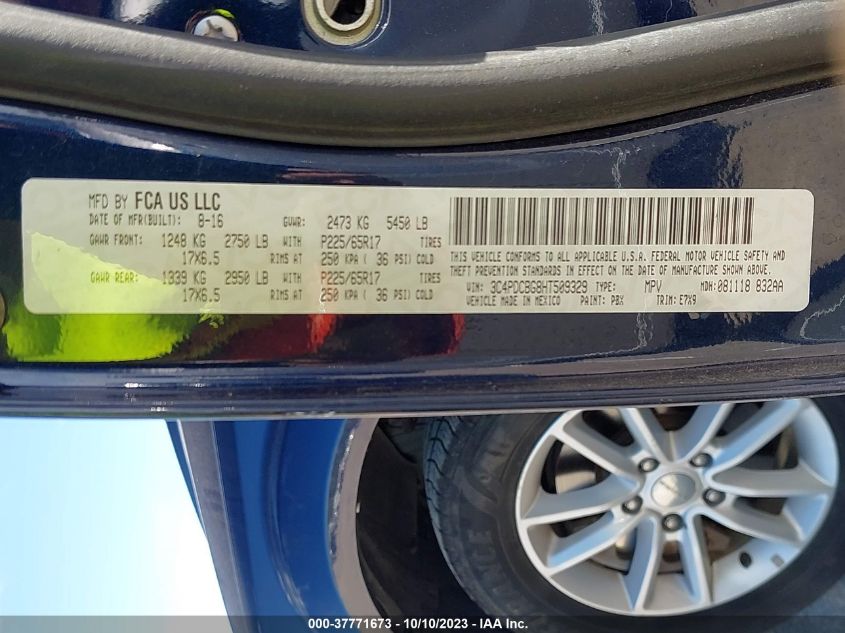 MFD BY FCA US LLC
DATE OF MFR(BUILT): 8-16 GVWR: 2473 KG 5450 LB
GAWR FRONT: 1248 KG 2750 LB WITH P225/65R17 TIRES
17X6.5 RIMS AT 250 KPA ( 36 PSI) COLD
GAWR REAR: 1339 KG 2950 LB WITH P225/65R17 TIRES
17X6.5 RIMS AT 250 KPA ( 36 PSI) COLD
THIS VEHICLE CONFORMS TO ALL APPLICABLE U.S.A. FEDERAL MOTOR VEHICLE SAFETY AND
THEFT PREVENTION STANDARDS IN EFFECT ON THE DATE OF MANUFACTURE SHOWN ABOVE.
VIN: 3C4PDCBG8HT509329 TYPE: MPV MDH: 081118 832AA
VEHICLE MADE IN MEXICO PAINT: PBX TRIM: E7X9
000-37771673 - 10/10/2023 - IAA Inc.